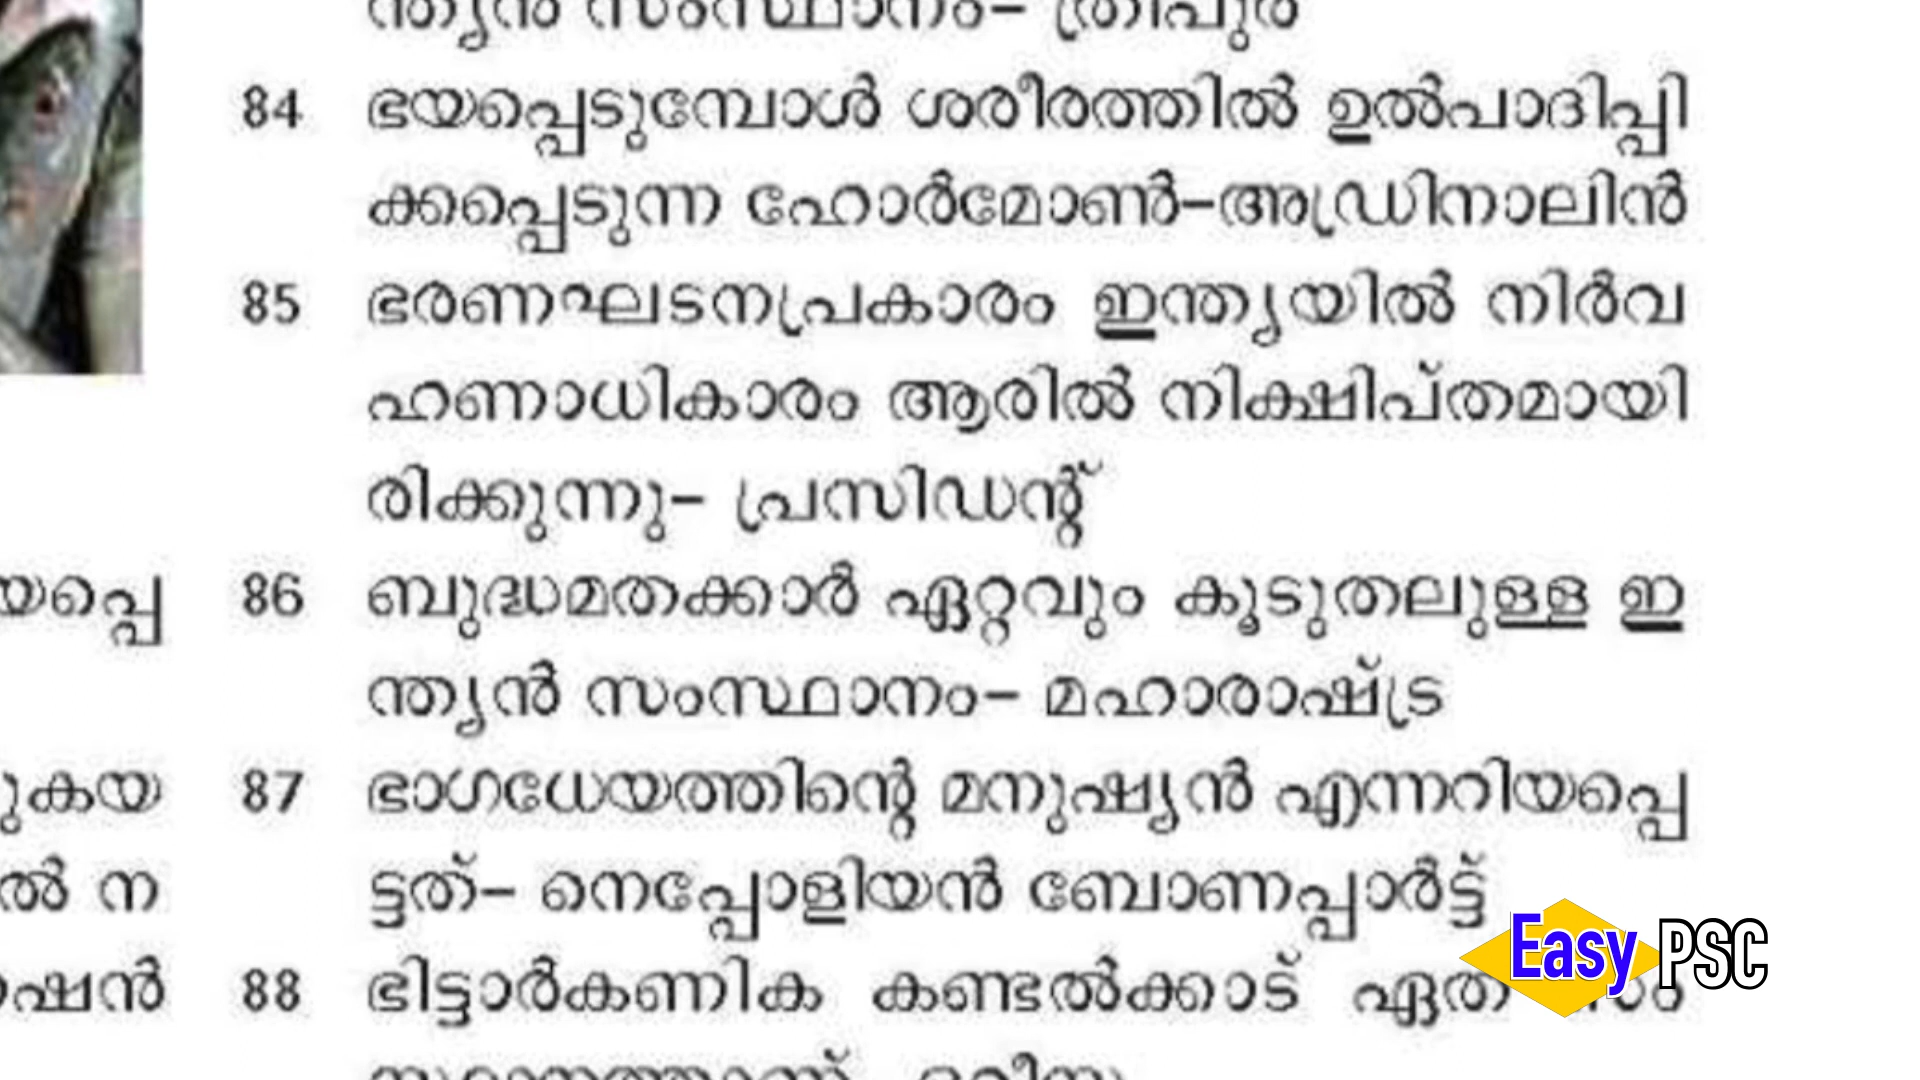 ന്ത്യൻ സംസ്ഥാനം- ത്രിപുര
84 ഭയപ്പെടുമ്പോൾ ശരീരത്തിൽ ഉൽപാദിപ്പി
ക്കപ്പെടുന്ന ഹോർമോൺ-അഡ്രിനാലിൻ
85 ഭരണഘടനപ്രകാരം ഇന്ത്യയിൽ നിർവ
ഹണാധികാരം ആരിൽ നിക്ഷിപ്തമായി
രിക്കുന്നു- പ്രസിഡന്റ്
യപ്പെ
86 ബുദ്ധമതക്കാർ ഏറ്റവും കൂടുതലുള്ള ഇ
ന്ത്യൻ സംസ്ഥാനം- മഹാരാഷ്ട്ര
ുകയ
87 ഭാഗധേയത്തിന്റെ മനുഷ്യൻ എന്നറിയപ്പെ
ൽ ന
ട്ടത്- നെപ്പോളിയൻ ബോണപ്പാർട്ട്
ഷൻ
88 ഭിട്ടാർകണിക കണ്ടൽക്കാട് ഏത
Easy PSC